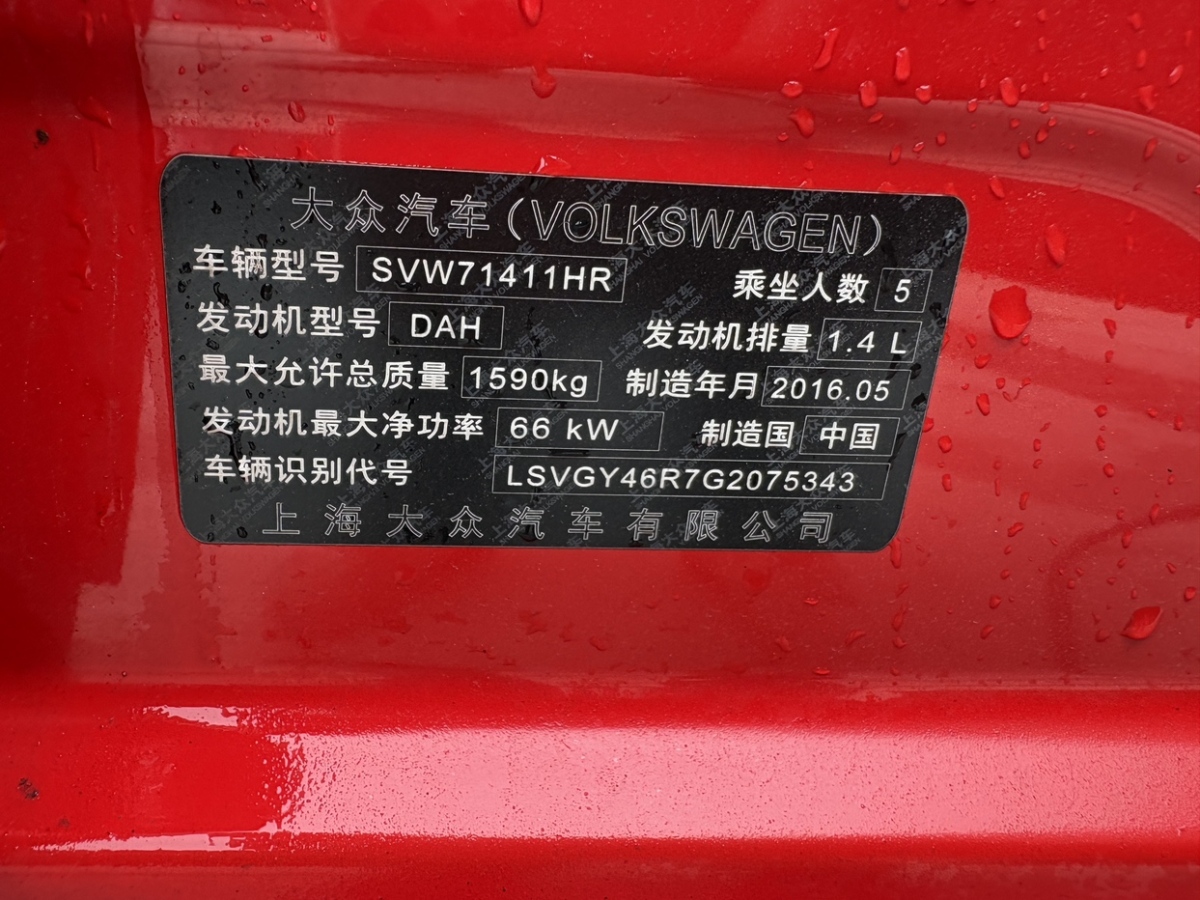 大众汽车(VOLKSWAGEN)
车辆型号 SVW71411HR 乘坐人数 5
发动机型号 DAH 发动机排量 1.4 L
最大允许总质量 1590kg 制造年月 2016.05
发动机最大净功率 66 kW 制造国 中国
车辆识别代号 LSVGY46R7G2075343
上海大众汽车有限公司